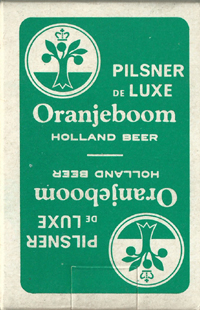 PILSNER
DE LUXE
Oranjeboom
HOLLAND BEER
HOLLAND BEER
Oranjeboom
DE LUXE
PILSNER